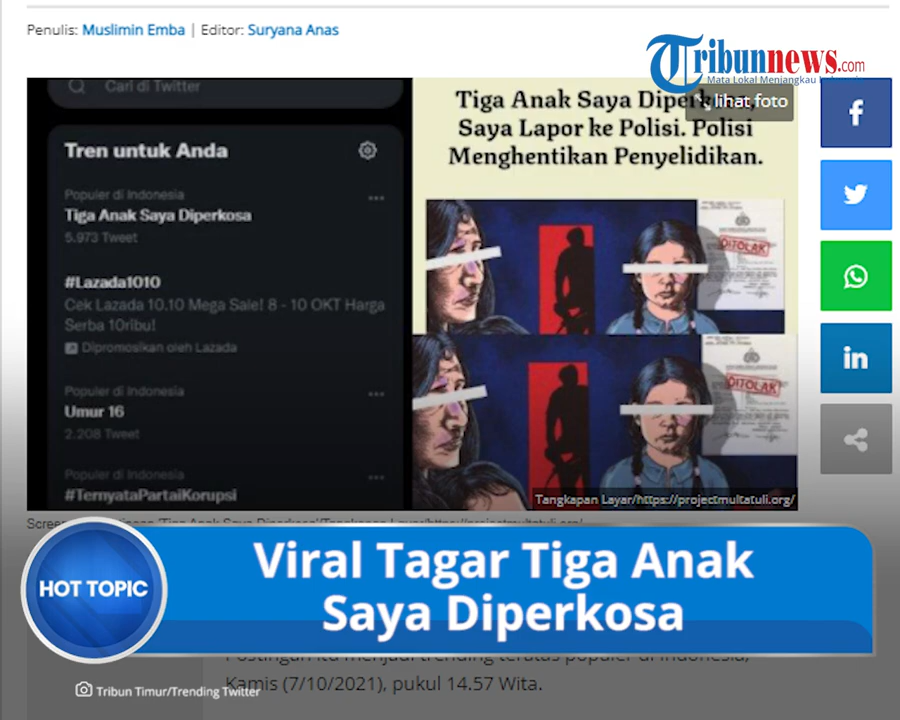 Penulis: Muslimin Emba | Editor: Suryana Anas
Tribunnews.com
Mata Lokal Menjangkau
lihat foto
Cari di Twitter
Tren untuk Anda
Populer di Indonesia
Tiga Anak Saya Diperkosa
5.973 Tweet
#Lazada1010
Cek Lazada 10.10 Mega Sale! 8 - 10 OKT Harga
Serba 10ribu!
Dipromosikan oleh Lazada
Populer di Indonesia
Umur 16
2.208 Tweet
Populer di Indonesia
#TernyataPartaiKorupsi
Tiga Anak Saya Diperkosa,
Saya Lapor ke Polisi. Polisi
Menghentikan Penyelidikan.
DITOLAK
DITOLAK
Tangkapan Layar/https://projectmultatuli.org/
HOT TOPIC
Viral Tagar Tiga Anak
Saya Diperkosa
Postingan itu menjadi trending teratas populer di Indonesia,
Kamis (7/10/2021), pukul 14.57 Wita.
Tribun Timur/Trending Twitter